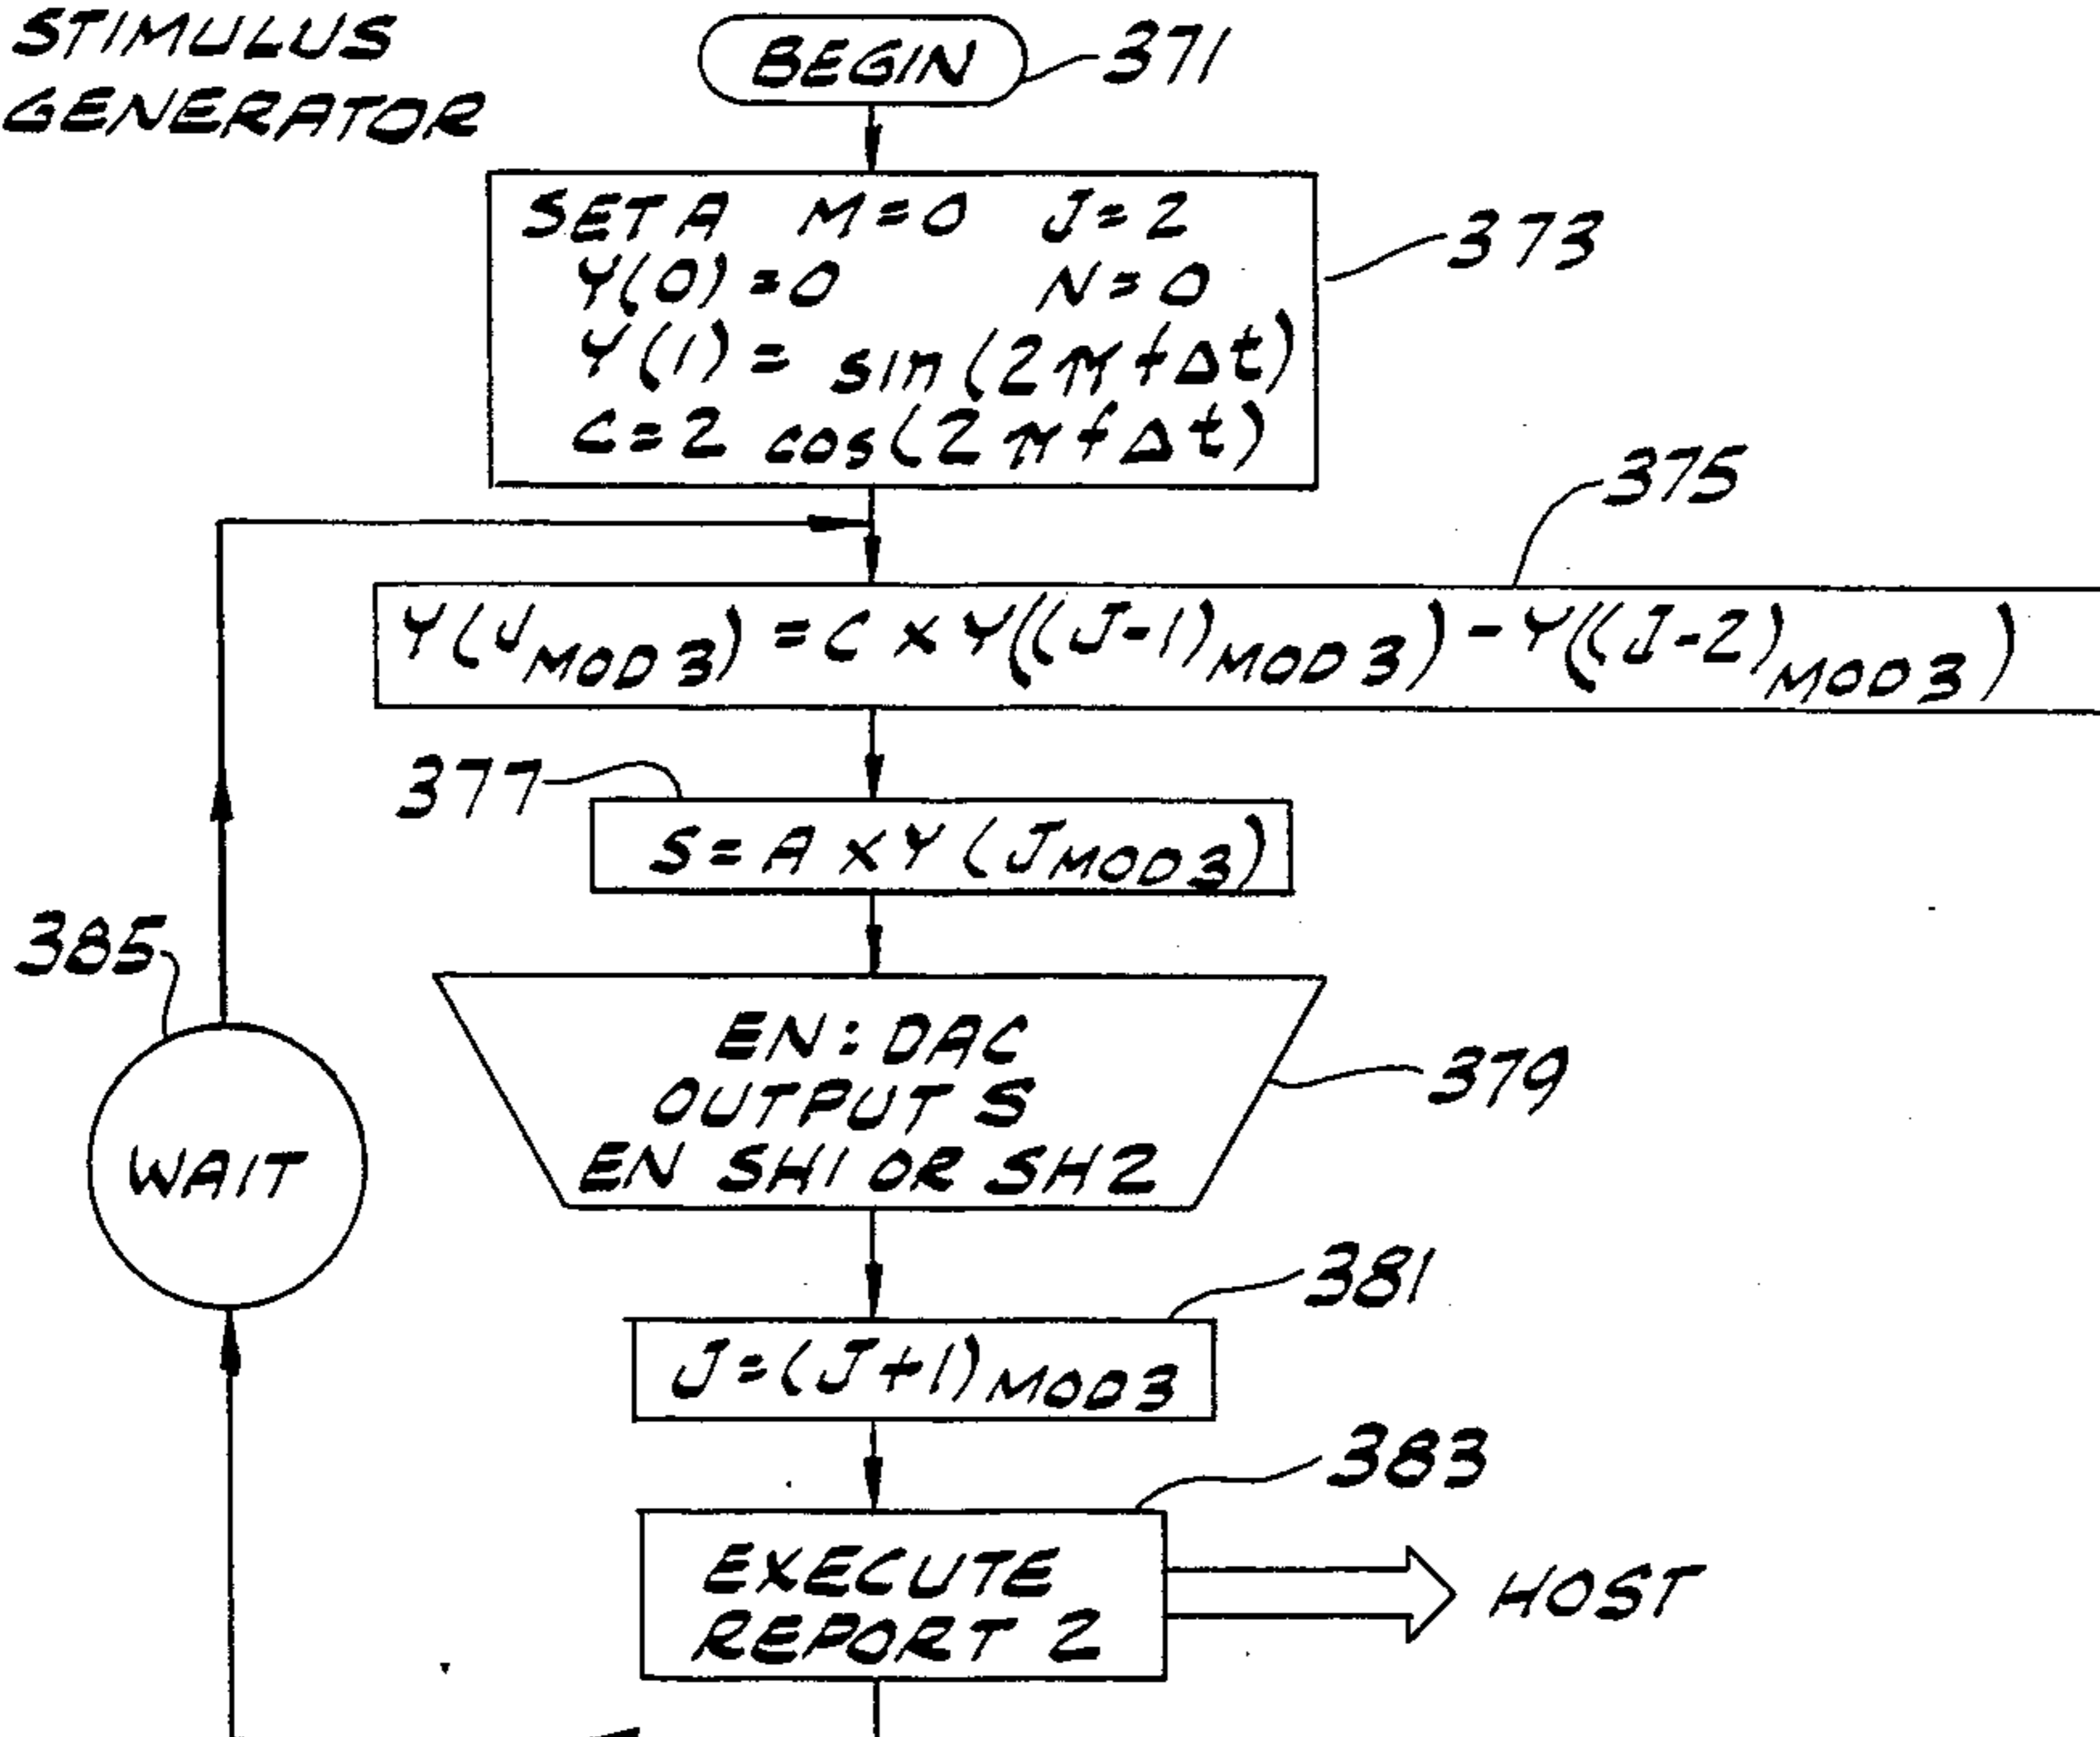 STIMULUS
GENERATOR
BEGIN
371
SET A M=0 J=2
Y(0)=0 N=0
Y(1)= sin(2πfΔt)
C=2 cos(2πfΔt)
373
375
Y(J MOD 3) = C × Y((J-1) MOD 3) - Y((J-2) MOD 3)
377
S=A × Y (J MOD 3)
385
WAIT
EN: DAC
OUTPUT S
EN SH1 OR SH2
379
381
J=(J+1) MOD 3
383
EXECUTE
REPORT 2
HOST